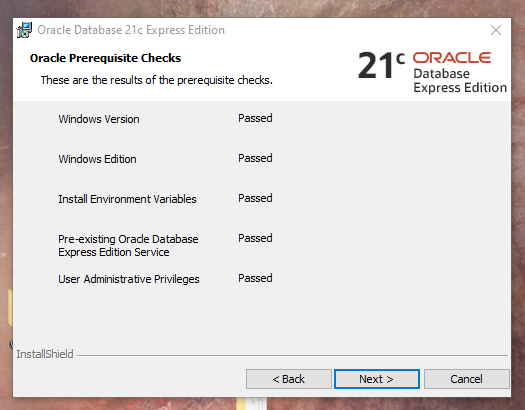 Oracle Database 21c Express Edition
Oracle Prerequisite Checks
These are the results of the prerequisite checks.
21c ORACLE
Database
Express Edition
Windows Version Passed
Windows Edition Passed
Install Environment Variables Passed
Pre-existing Oracle Database Passed
Express Edition Service
User Administrative Privileges Passed
InstallShield
< Back Next > Cancel